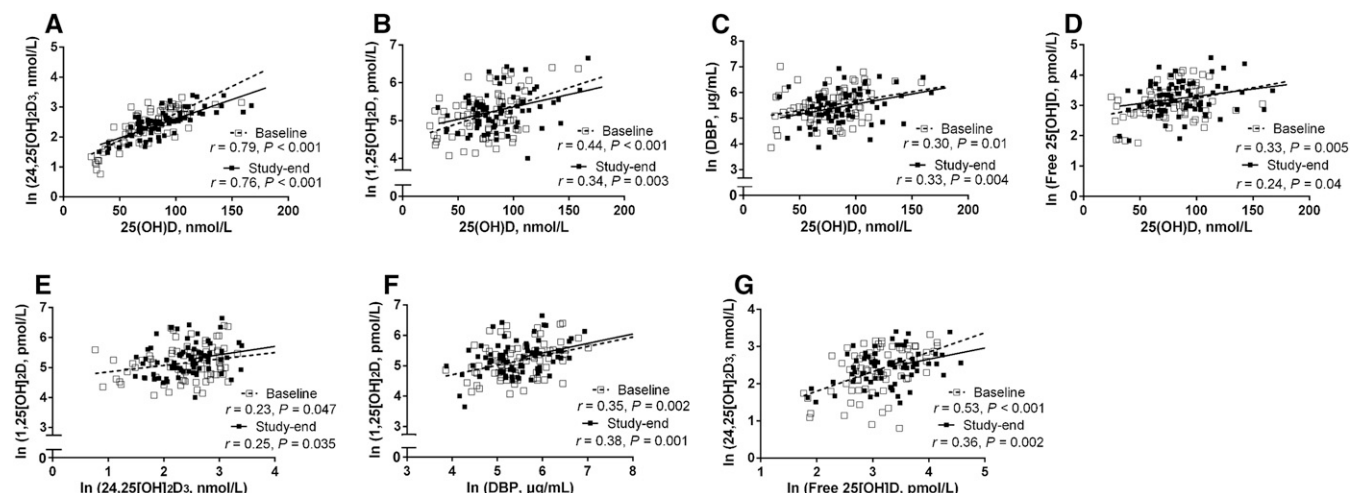 A
ln (24,25[OH]2D3, nmol/L)
5
4
3
2
1
0
0 50 100 150 200
25(OH)D, nmol/L
Baseline
r = 0.79, P < 0.001
Study-end
r = 0.76, P < 0.001
B
ln (1,25[OH]2D, pmol/L)
7
6
5
4
0
0 50 100 150 200
25(OH)D, nmol/L
Baseline
r = 0.44, P < 0.001
Study-end
r = 0.34, P = 0.003
C
ln (DBP, µg/mL)
8
7
6
5
4
3
0
0 50 100 150 200
25(OH)D, nmol/L
Baseline
r = 0.30, P = 0.01
Study-end
r = 0.33, P = 0.004
D
ln (Free 25[OH]D, pmol/L)
5
4
3
2
1
0
0 50 100 150 200
25(OH)D, nmol/L
Baseline
r = 0.33, P = 0.005
Study-end
r = 0.24, P = 0.04
E
ln (1,25[OH]2D, pmol/L)
7
6
5
4
3
0
0 1 2 3 4
ln (24,25[OH]2D3, nmol/L)
Baseline
r = 0.23, P = 0.047
Study-end
r = 0.25, P = 0.035
F
ln (1,25[OH]2D, pmol/L)
7
6
5
4
3
0
3 4 5 6 7 8
ln (DBP, µg/mL)
Baseline
r = 0.35, P = 0.002
Study-end
r = 0.38, P = 0.001
G
ln (24,25[OH]2D3, nmol/L)
4
3
2
1
0
1 2 3 4 5
ln (Free 25[OH]D, pmol/L)
Baseline
r = 0.53, P < 0.001
Study-end
r = 0.36, P = 0.002